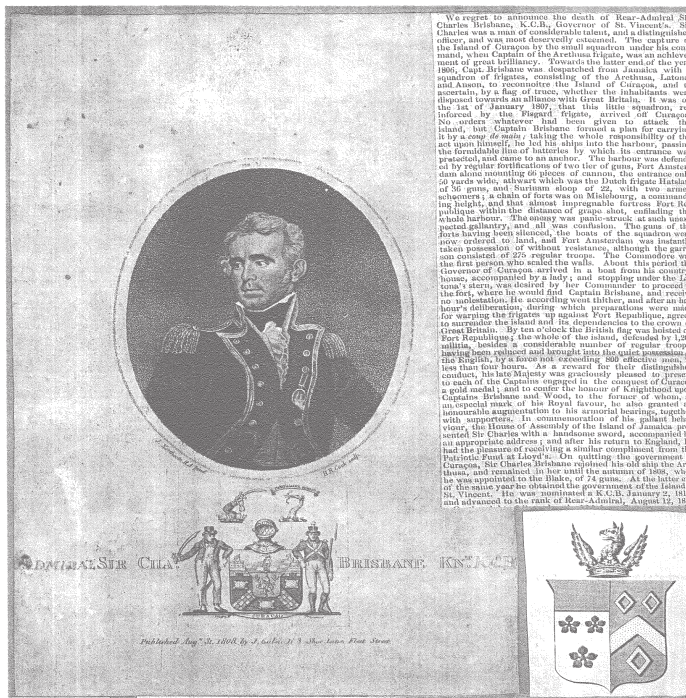 We regret to announce the death of Rear-Admiral
Charles Brisbane, K.C.B., Governor of St. Vincent's.
Charles was a man of considerable talent, and a distinguished
officer, and was most deservedly esteemed. The capture
the Island of Curaçoa by the small squadron under his com
mand, when Captain of the Arethusa frigate, was an achieve
ment of great brilliancy. Towards the latter end of the year
1806, Capt. Brisbane was despatched from Jamaica with
squadron of frigates, consisting of the Arethusa, Latona
and Anson, to reconnoitre the Island of Curaçoa, and
ascertain, by a flag of truce, whether the inhabitants were
disposed towards an alliance with Great Britain. It was
the 1st of January 1807, that this little squadron, re
inforced by the Fisgard frigate, arrived off Curaçoa
No orders whatever had been given to attack the
island, but Captain Brisbane formed a plan for carrying
it by a coup de main; taking the whole responsibility of the
act upon himself, he led his ships into the harbour, passing
the formidable line of batteries by which its entrance was
protected, and came to an anchor. The harbour was defend
ed by regular fortifications of two tier of guns, Fort Amster
dam alone mounting 66 pieces of cannon, the entrance only
50 yards wide, athwart which was the Dutch frigate Hatslar
of 36 guns, and Surinam sloop of 22, with two armed
schooners; a chain of forts was on Misleburg, a command
ing height, and that almost impregnable fortress Fort Re
publique within the distance of grape shot, enfilading the
whole harbour. The enemy was panic-struck at such unex
pected gallantry, and all was confusion. The guns of the
forts having been silenced, the boats of the squadron were
now ordered to land, and Fort Amsterdam was instantly
taken possession of without resistance, although the garri
son consisted of 275 regular troops. The Commodore was
the first person who scaled the walls. About this period the
Governor of Curaçoa arrived in a boat from his country
house, accompanied by a lady; and stopping under the La
tona's stern, was desired by her Commander to proceed
the fort, where he would find Captain Brisbane, and receive
no molestation. He according went thither, and after an half
hour's deliberation, during which preparations were made
for warping the frigates up against Fort Republique, agreed
to surrender the island and its dependencies to the crown
Great Britain. By ten o'clock the British flag was hoisted on
Fort Republique; the whole of the island, defended by 1,200
militia, besides a considerable number of regular troops
having been reduced and brought into the quiet possession
the English, by a force not exceeding 800 effective men,
less than four hours. As a reward for their distinguished
conduct, his late Majesty was graciously pleased to present
to each of the Captains engaged in the conquest of Curaçoa
a gold medal; and to confer the honour of Knighthood upon
Captains Brisbane and Wood, to the former of whom,
an especial mark of his Royal favour, he also granted
honourable augmentation to his armorial bearings, together
with supporters. In commemoration of his gallant beha
viour, the House of Assembly of the Island of Jamaica pre
sented Sir Charles with a handsome sword, accompanied by
an appropriate address; and after his return to England,
had the pleasure of receiving a similar compliment from the
Patriotic Fund at Lloyd's. On quitting the government
Curaçoa, Sir Charles Brisbane rejoined his old ship the Are
thusa, and remained in her until the autumn of 1808, when
he was appointed to the Blake, of 74 guns. At the latter
of the same year he obtained the government of the Island
St. Vincent. He was nominated a K.C.B. January 2, 181
and advanced to the rank of Rear-Admiral, August 12, 18
H.R. Cook sculp.
ADMIRAL SIR CHAs. BRISBANE KNt. K.C.B.
CURACAO
Published Augt. 31, 1808, by J. Gold, 103 Shoe Lane, Fleet Street